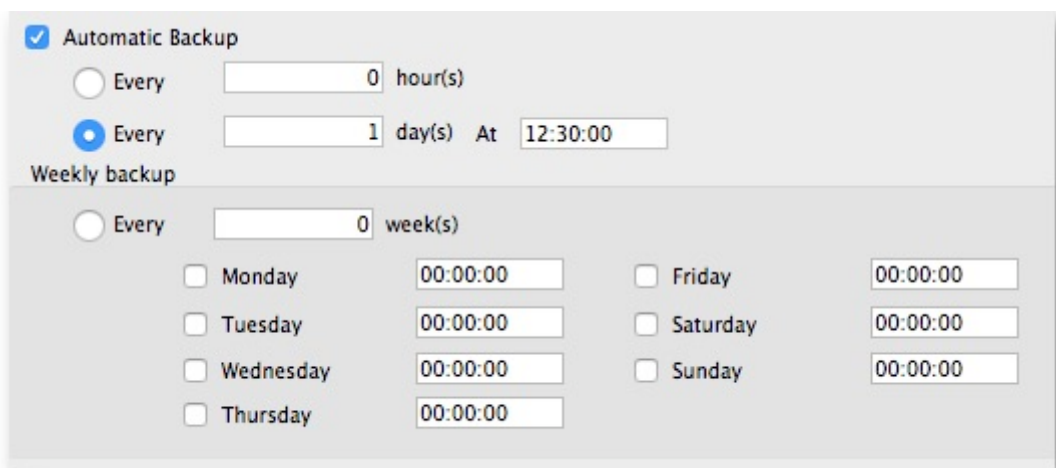 Automatic Backup
Every 0 hour(s)
Every 1 day(s) At 12:30:00
Weekly backup
Every 0 week(s)
Monday 00:00:00 Friday 00:00:00
Tuesday 00:00:00 Saturday 00:00:00
Wednesday 00:00:00 Sunday 00:00:00
Thursday 00:00:00